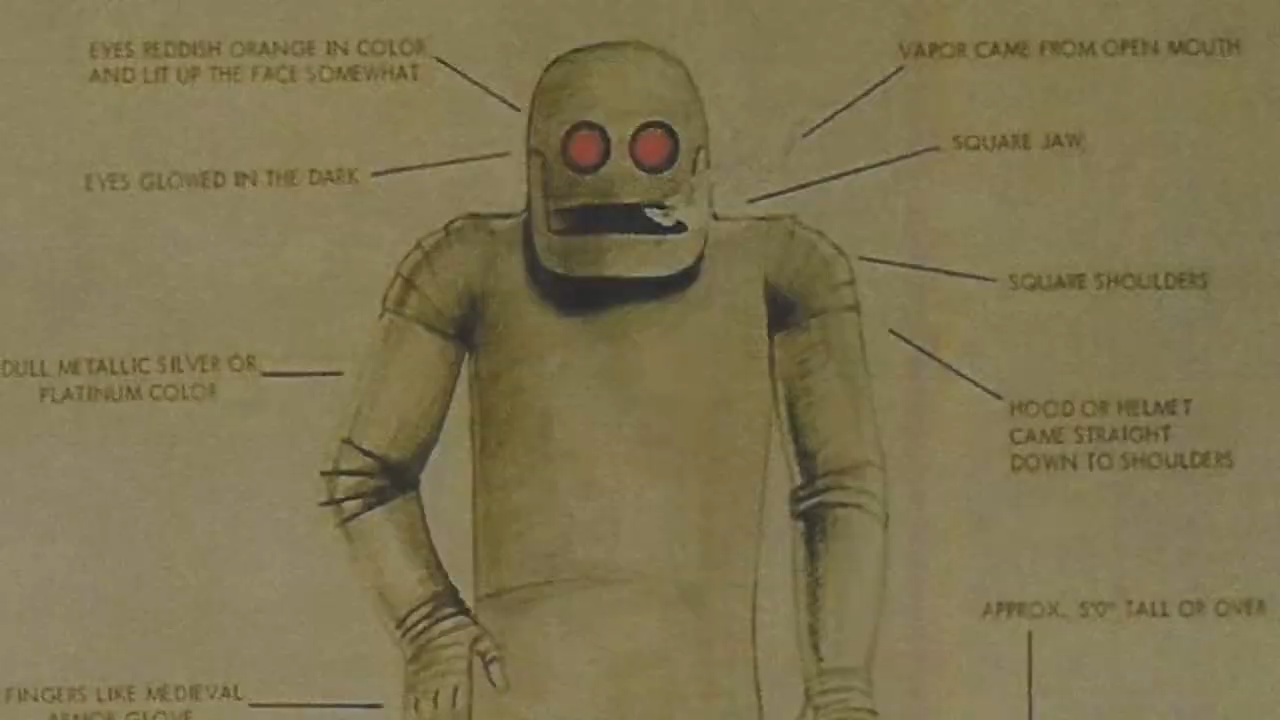 EYES REDDISH ORANGE IN COLOR
AND LIT UP THE FACE SOMEWHAT
EYES GLOWED IN THE DARK
DULL METALLIC SILVER OR
PLATINUM COLOR
FINGERS LIKE MEDIEVAL
ARMOR GLOVE
VAPOR CAME FROM OPEN MOUTH
SQUARE JAW
SQUARE SHOULDERS
HOOD OR HELMET
CAME STRAIGHT
DOWN TO SHOULDERS
APPROX. 5'0" TALL OR OVER